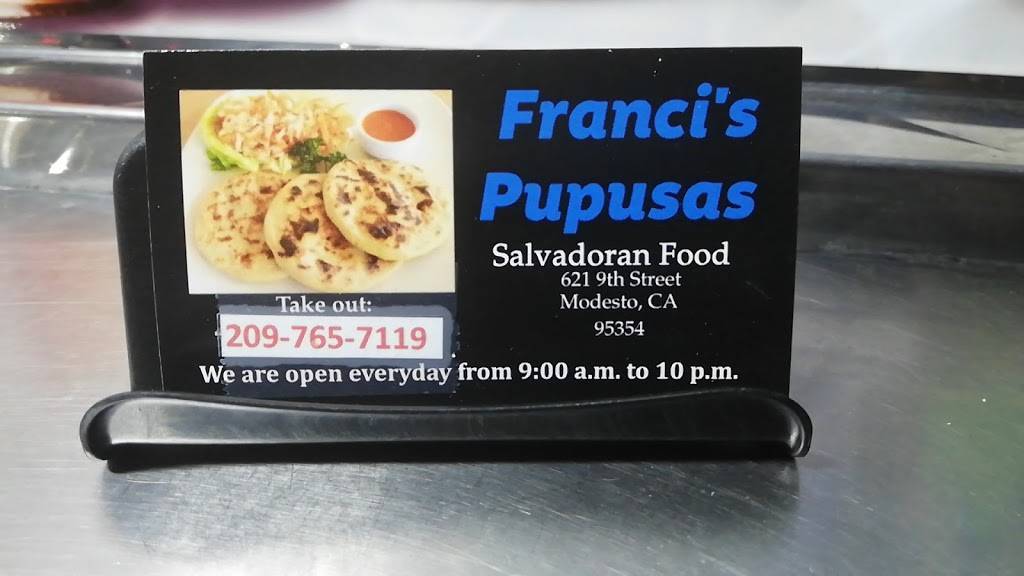 Franci's
Pupusas
Salvadoran Food
621 9th Street
Modesto, CA
95354
Take out:
209-765-7119
We are open everyday from 9:00 a.m. to 10 p.m.